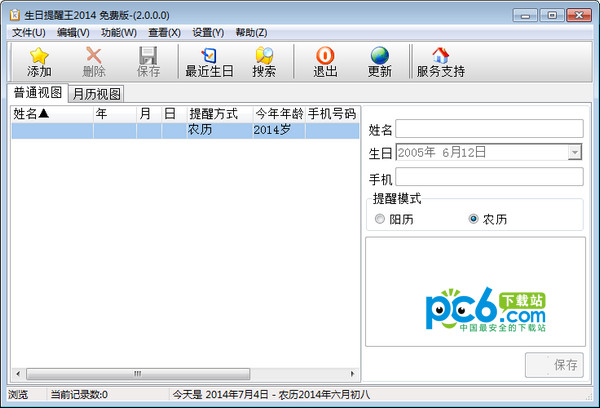 生日提醒王2014 免费版-(2.0.0.0)
文件(U) 编辑(V) 功能(W) 查看(X) 设置(Y) 帮助(Z)
添加 删除 保存 最近生日 搜索 退出 更新 服务支持
普通视图 月历视图
姓名▲ 年 月 日 提醒方式 今年年龄 手机号码
农历 2014岁
姓名
生日 2005年 6月12日
手机
提醒模式
阳历 农历
pc6.com 下载站
中国最安全的下载站
保存
浏览 当前记录数:0 今天是 2014年7月4日 - 农历2014年六月初八